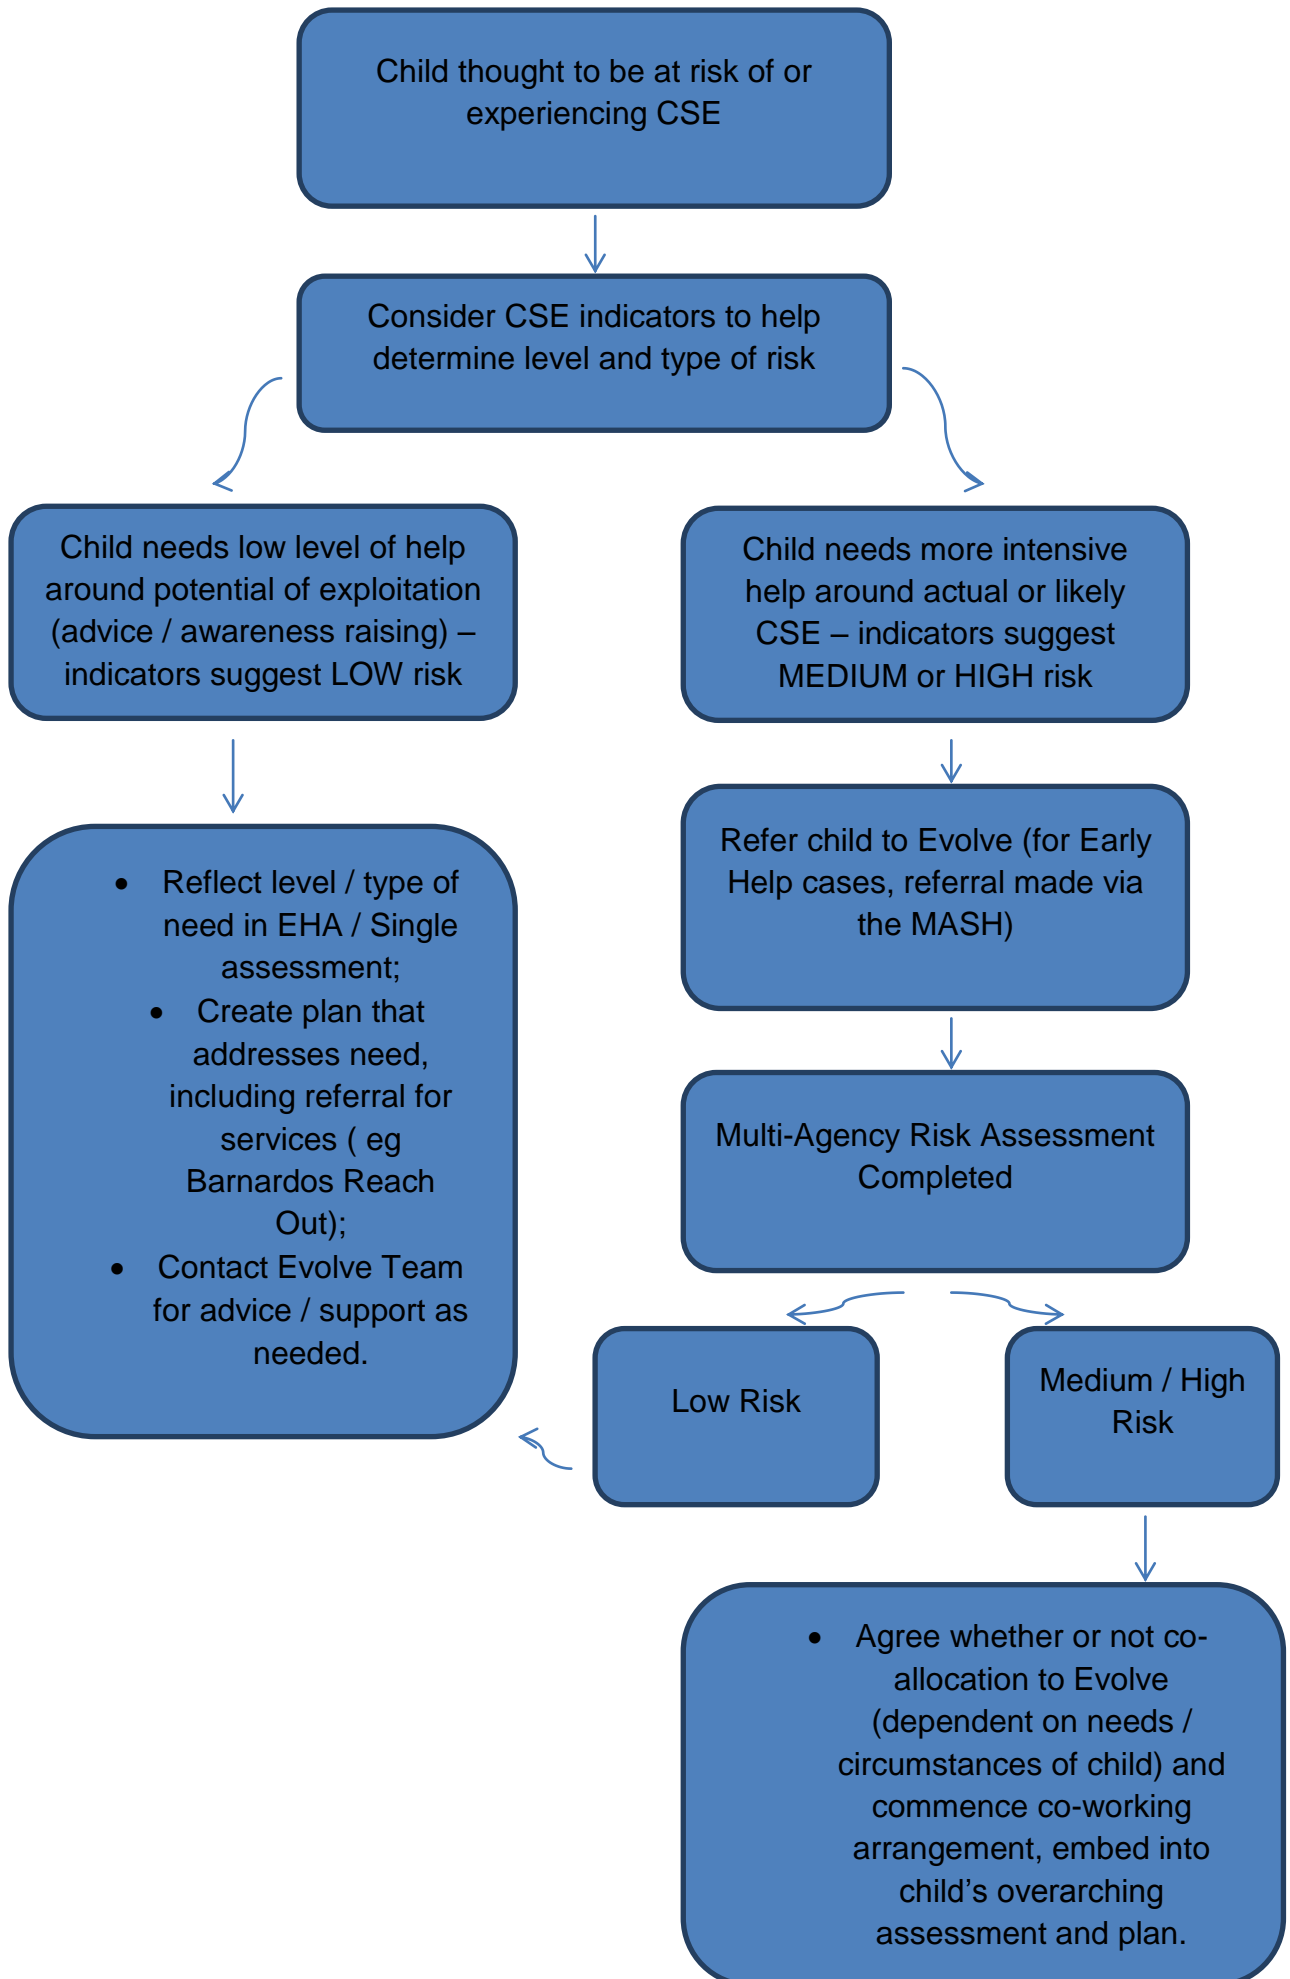 Child thought to be at risk of or
experiencing CSE
Consider CSE indicators to help
determine level and type of risk
Child needs low level of help
around potential of exploitation
(advice / awareness raising) –
indicators suggest LOW risk
Child needs more intensive
help around actual or likely
CSE – indicators suggest
MEDIUM or HIGH risk
Refer child to Evolve (for Early
Help cases, referral made via
the MASH)
• Reflect level / type of
need in EHA / Single
assessment;
• Create plan that
addresses need,
including referral for
services ( eg
Barnardos Reach
Out);
• Contact Evolve Team
for advice / support as
needed.
Multi-Agency Risk Assessment
Completed
Low Risk
Medium / High
Risk
• Agree whether or not co-
allocation to Evolve
(dependent on needs /
circumstances of child) and
commence co-working
arrangement, embed into
child’s overarching
assessment and plan.